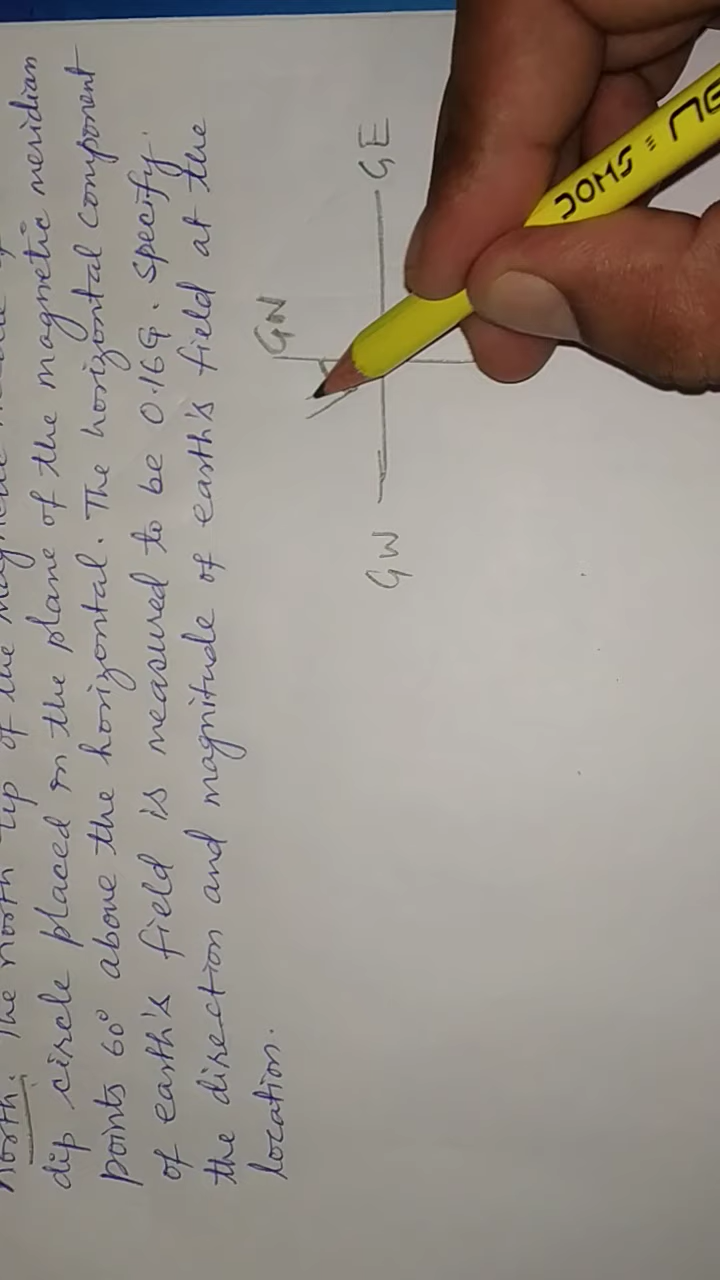 north. The north tip of the
dip circle placed in the plane of the magnetic meridian
points 60° above the horizontal. The horizontal component
of earth's field is measured to be 0.16G. Specify
the direction and magnitude of earth's field at the
location.
GN
GE
GW
DOMS